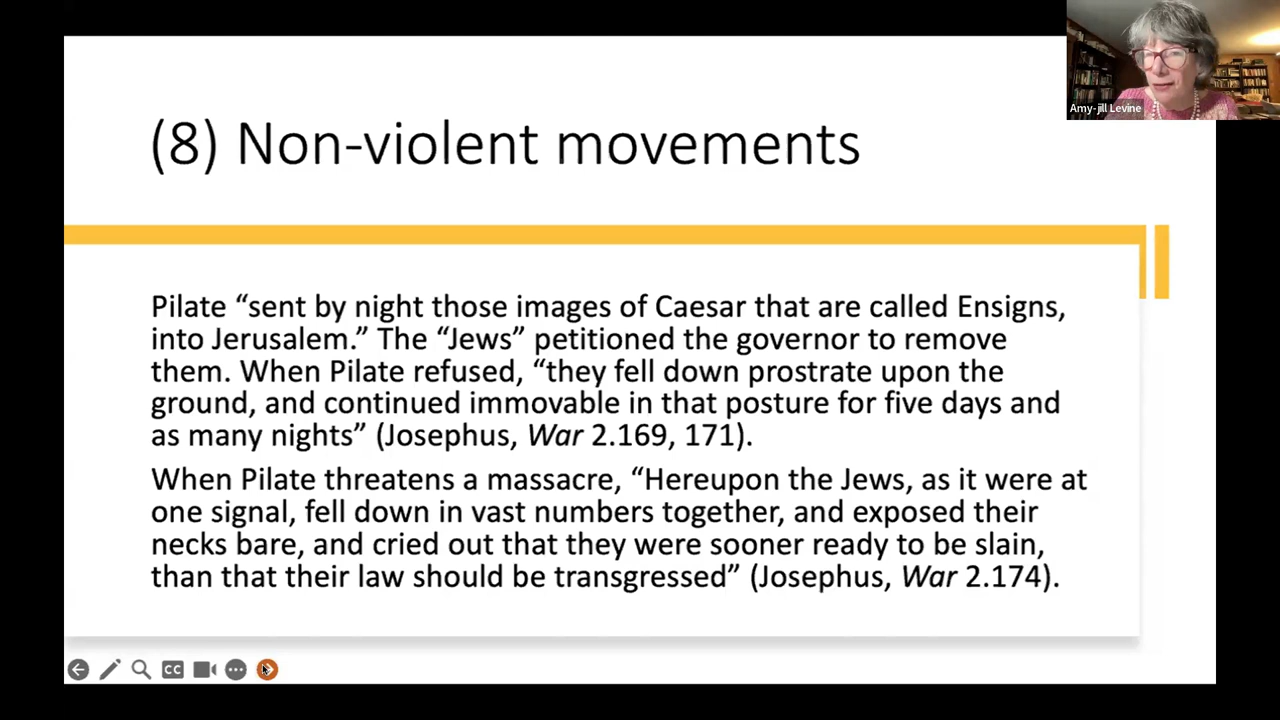 Amy-jill Levine
(8) Non-violent movements
Pilate “sent by night those images of Caesar that are called Ensigns,
into Jerusalem.” The “Jews” petitioned the governor to remove
them. When Pilate refused, “they fell down prostrate upon the
ground, and continued immovable in that posture for five days and
as many nights” (Josephus, War 2.169, 171).
When Pilate threatens a massacre, “Hereupon the Jews, as it were at
one signal, fell down in vast numbers together, and exposed their
necks bare, and cried out that they were sooner ready to be slain,
than that their law should be transgressed” (Josephus, War 2.174).
CC